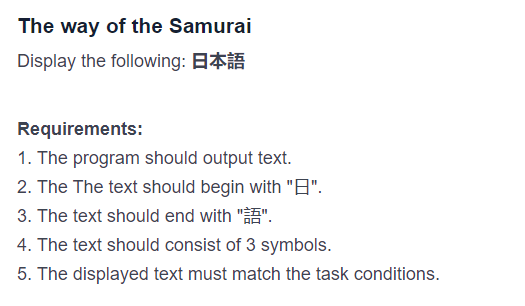 The way of the Samurai
Display the following: 日本語
Requirements:
1. The program should output text.
2. The The text should begin with "日".
3. The text should end with "語".
4. The text should consist of 3 symbols.
5. The displayed text must match the task conditions.